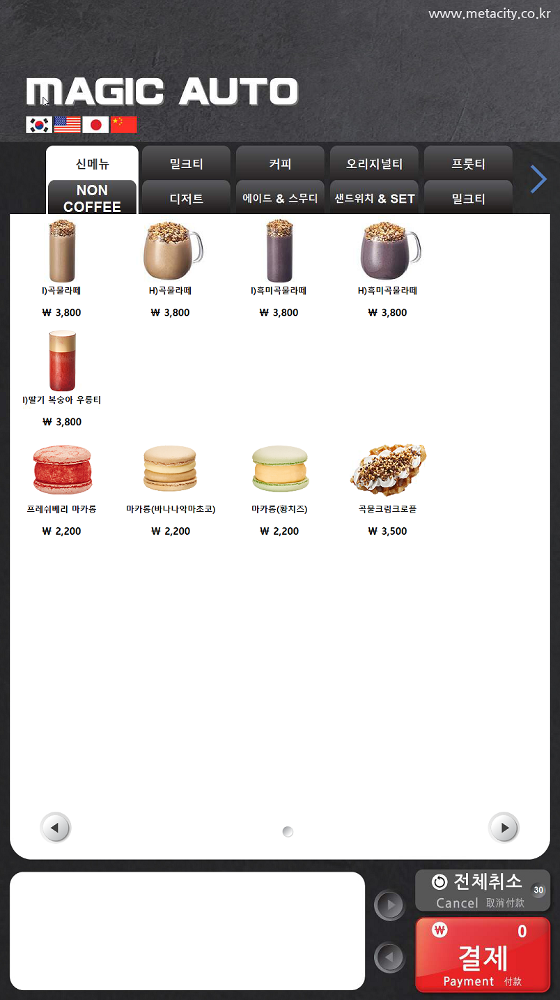 www.metacity.co.kr
MAGIC AUTO
신메뉴
밀크티
커피
오리지널티
프룻티
NON
COFFEE
디저트
에이드 & 스무디
샌드위치 & SET
밀크티
I)곡물라떼
H)곡물라떼
I)흑미곡물라떼
H)흑미곡물라떼
₩ 3,800
₩ 3,800
₩ 3,800
₩ 3,800
I)딸기 복숭아 우롱티
₩ 3,800
프레쉬베리 마카롱
마카롱(바나나악마초코)
마카롱(황치즈)
곡물크림크로플
₩ 2,200
₩ 2,200
₩ 2,200
₩ 3,500
전체취소
30
Cancel 取消付款
₩ 0
결제
Payment 付款